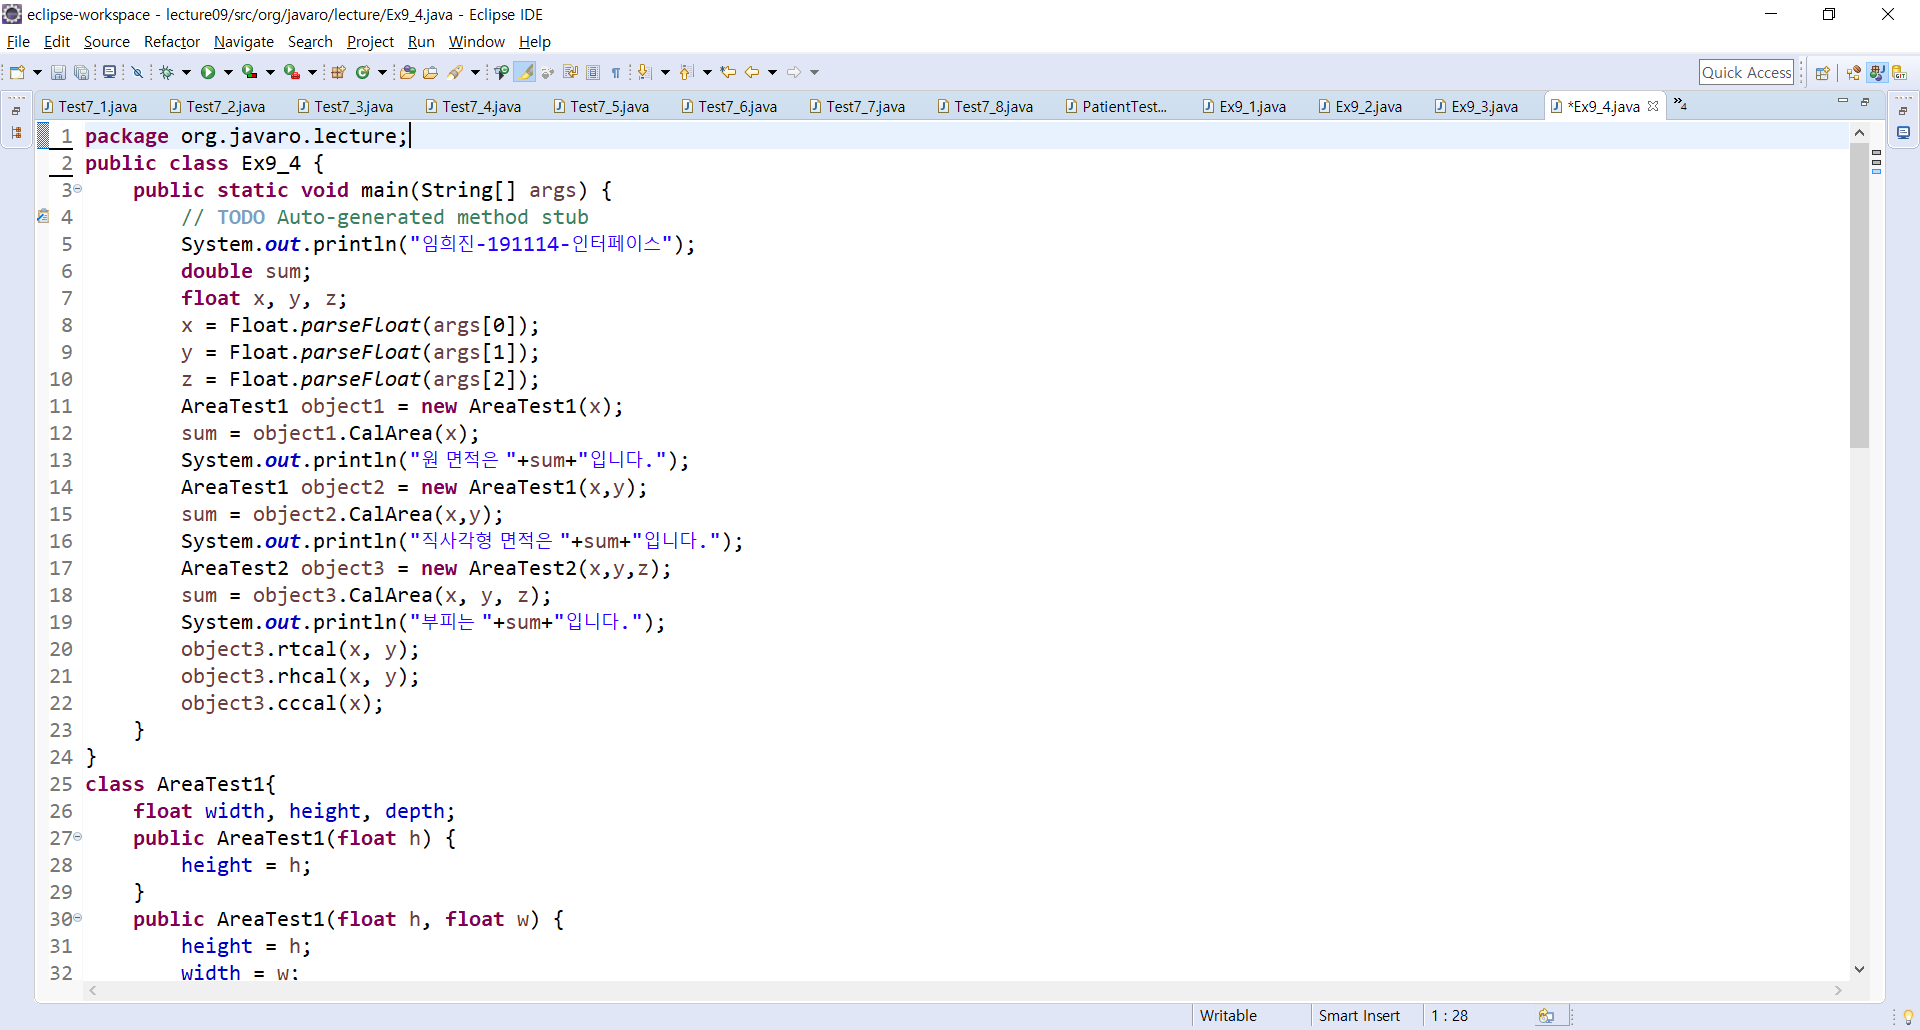 eclipse-workspace - lecture09/src/org/javaro/lecture/Ex9_4.java - Eclipse IDE
File Edit Source Refactor Navigate Search Project Run Window Help
Quick Access
Test7_1.java Test7_2.java Test7_3.java Test7_4.java Test7_5.java Test7_6.java Test7_7.java Test7_8.java PatientTest... Ex9_1.java Ex9_2.java Ex9_3.java *Ex9_4.java »4
1 package org.javaro.lecture;
2 public class Ex9_4 {
3     public static void main(String[] args) {
4         // TODO Auto-generated method stub
5         System.out.println("임희진-191114-인터페이스");
6         double sum;
7         float x, y, z;
8         x = Float.parseFloat(args[0]);
9         y = Float.parseFloat(args[1]);
10         z = Float.parseFloat(args[2]);
11         AreaTest1 object1 = new AreaTest1(x);
12         sum = object1.CalArea(x);
13         System.out.println("원 면적은 "+sum+"입니다.");
14         AreaTest1 object2 = new AreaTest1(x,y);
15         sum = object2.CalArea(x,y);
16         System.out.println("직사각형 면적은 "+sum+"입니다.");
17         AreaTest2 object3 = new AreaTest2(x,y,z);
18         sum = object3.CalArea(x, y, z);
19         System.out.println("부피는 "+sum+"입니다.");
20         object3.rtcal(x, y);
21         object3.rhcal(x, y);
22         object3.cccal(x);
23     }
24 }
25 class AreaTest1{
26     float width, height, depth;
27     public AreaTest1(float h) {
28         height = h;
29     }
30     public AreaTest1(float h, float w) {
31         height = h;
32         width = w;
Writable Smart Insert 1 : 28